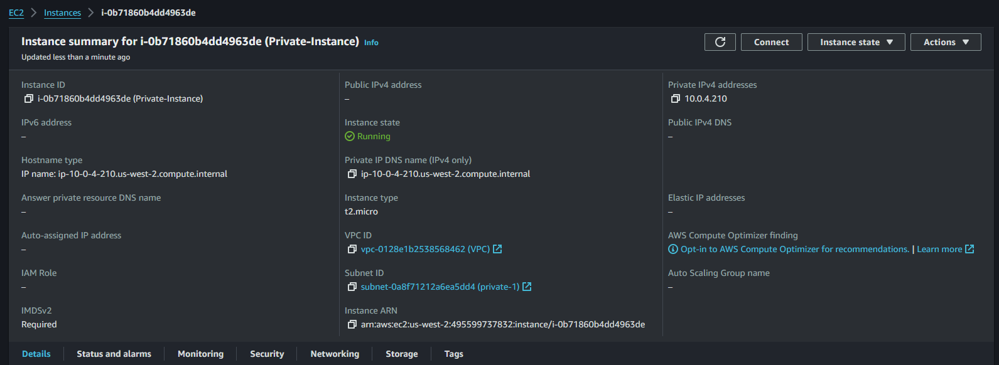 EC2 > Instances > i-0b71860b4dd4963de
Instance summary for i-0b71860b4dd4963de (Private-Instance) Info
Updated less than a minute ago
Connect
Instance state
Actions
Instance ID
i-0b71860b4dd4963de (Private-Instance)
Public IPv4 address
–
Private IPv4 addresses
10.0.4.210
IPv6 address
–
Instance state
Running
Public IPv4 DNS
–
Hostname type
IP name: ip-10-0-4-210.us-west-2.compute.internal
Private IP DNS name (IPv4 only)
ip-10-0-4-210.us-west-2.compute.internal
Answer private resource DNS name
–
Instance type
t2.micro
Elastic IP addresses
–
Auto-assigned IP address
–
VPC ID
vpc-0128e1b2538568462 (VPC)
AWS Compute Optimizer finding
Opt-in to AWS Compute Optimizer for recommendations. | Learn more
IAM Role
–
Subnet ID
subnet-0a8f71212a6ea5dd4 (private-1)
Auto Scaling Group name
–
IMDSv2
Required
Instance ARN
arn:aws:ec2:us-west-2:495599737832:instance/i-0b71860b4dd4963de
Details
Status and alarms
Monitoring
Security
Networking
Storage
Tags